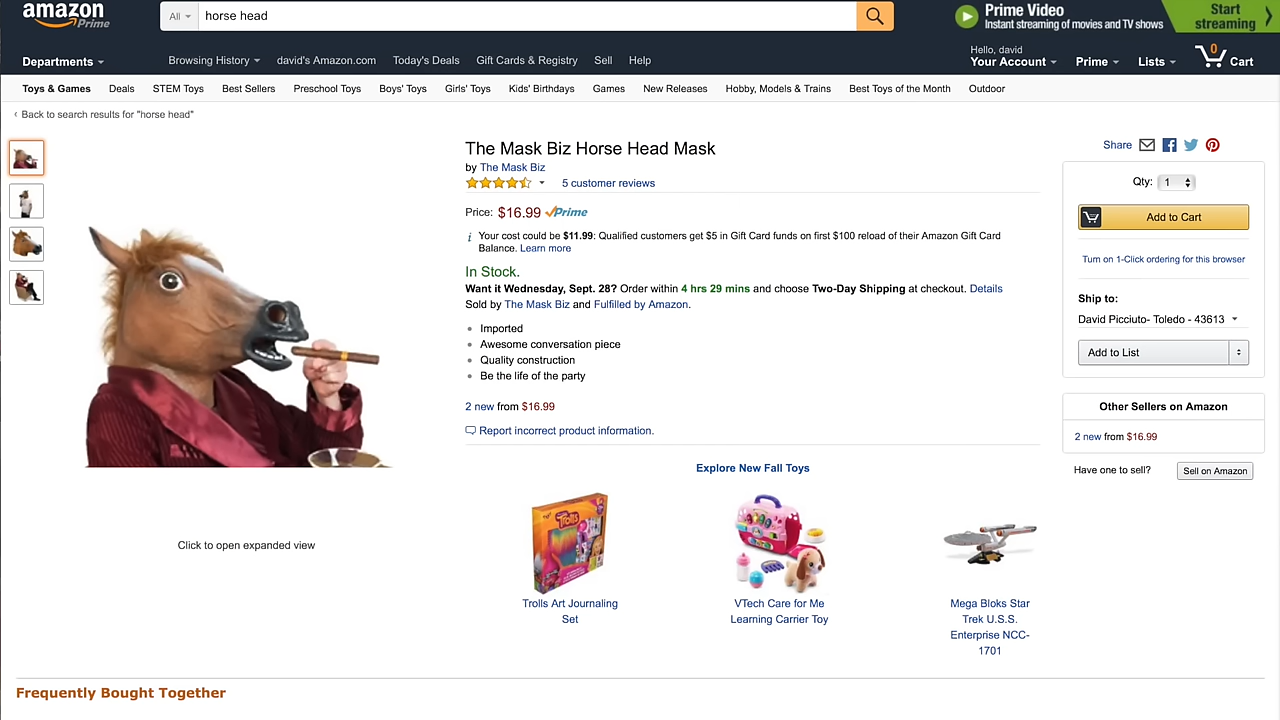 amazon
Prime
All
horse head
Prime Video
Instant streaming of movies and TV shows
Start
streaming
Departments
Browsing History
david's Amazon.com
Today's Deals
Gift Cards & Registry
Sell
Help
Hello, david
Your Account
Prime
Lists
0
Cart
Toys & Games
Deals
STEM Toys
Best Sellers
Preschool Toys
Boys' Toys
Girls' Toys
Kids' Birthdays
Games
New Releases
Hobby, Models & Trains
Best Toys of the Month
Outdoor
‹ Back to search results for "horse head"
The Mask Biz Horse Head Mask
by The Mask Biz
5 customer reviews
Price: $16.99 Prime
i Your cost could be $11.99: Qualified customers get $5 in Gift Card funds on first $100 reload of their Amazon Gift Card
Balance. Learn more
In Stock.
Want it Wednesday, Sept. 28? Order within 4 hrs 29 mins and choose Two-Day Shipping at checkout. Details
Sold by The Mask Biz and Fulfilled by Amazon.
Imported
Awesome conversation piece
Quality construction
Be the life of the party
2 new from $16.99
Report incorrect product information.
Click to open expanded view
Explore New Fall Toys
Trolls
Trolls Art Journaling
Set
VTech Care for Me
Learning Carrier Toy
Mega Bloks Star
Trek U.S.S.
Enterprise NCC-
1701
Share
Qty: 1
Add to Cart
Turn on 1-Click ordering for this browser
Ship to:
David Picciuto- Toledo - 43613
Add to List
Other Sellers on Amazon
2 new from $16.99
Have one to sell?
Sell on Amazon
Frequently Bought Together